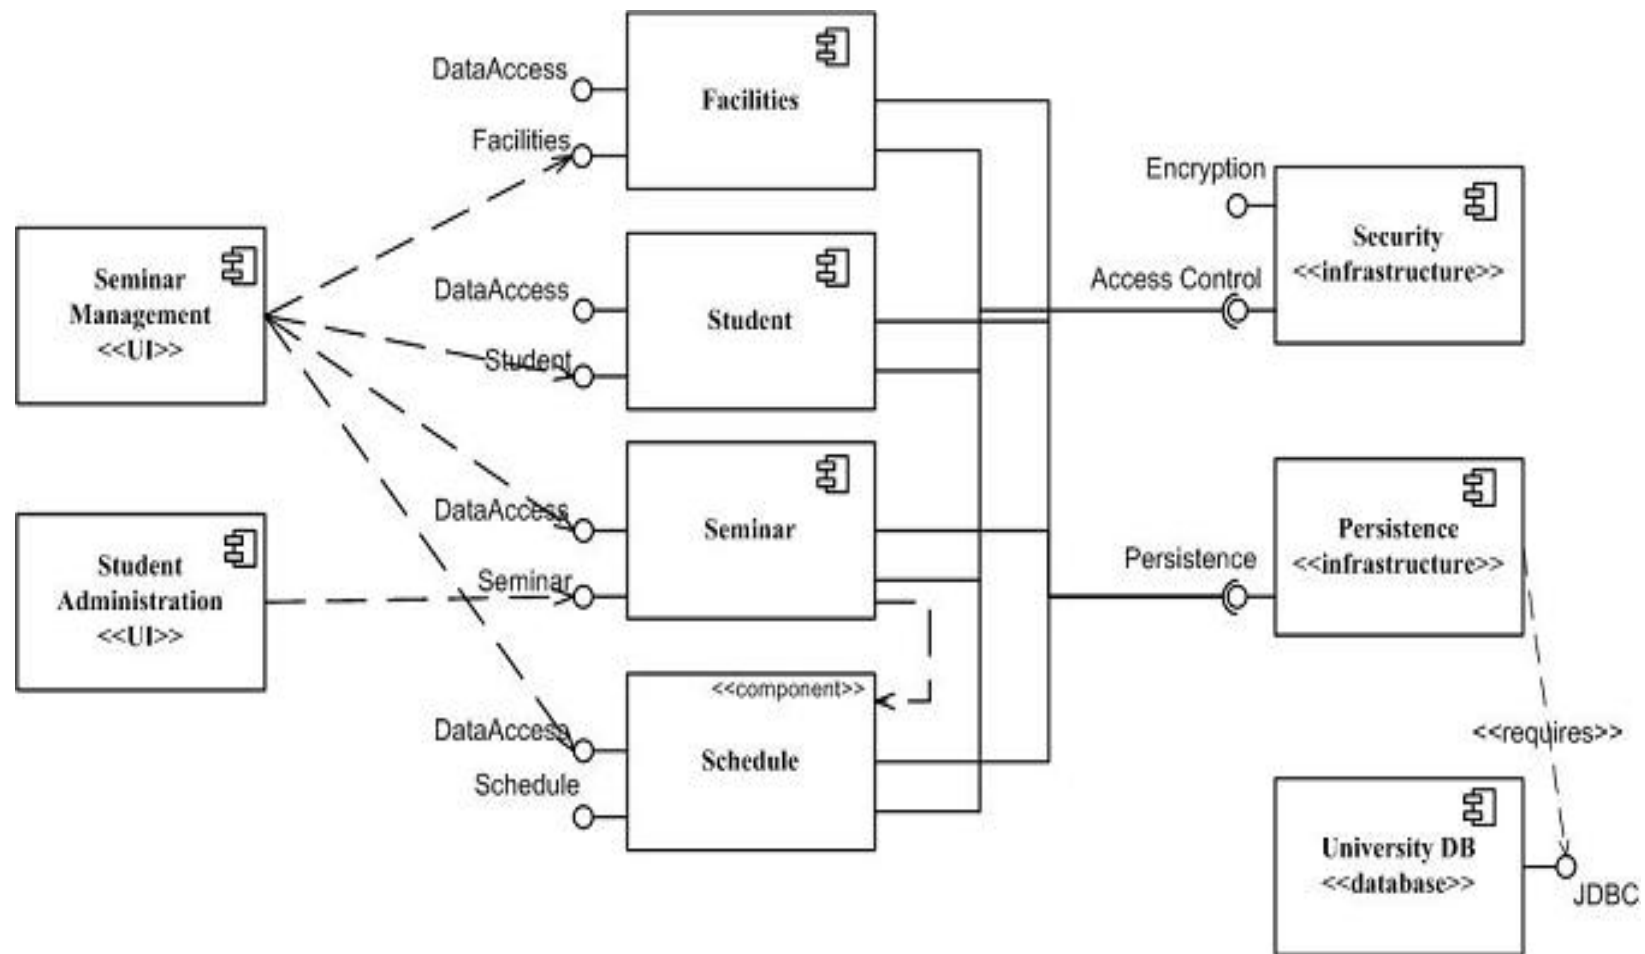 DataAccess
Facilities
Facilities
Encryption
Security
<<infrastructure>>
Access Control
Seminar
Management
<<UI>>
DataAccess
Student
Student
DataAccess
Seminar
Seminar
Persistence
Persistence
<<infrastructure>>
Student
Administration
<<UI>>
<<component>>
DataAccess
Schedule
Schedule
<<requires>>
University DB
<<database>>
JDBC